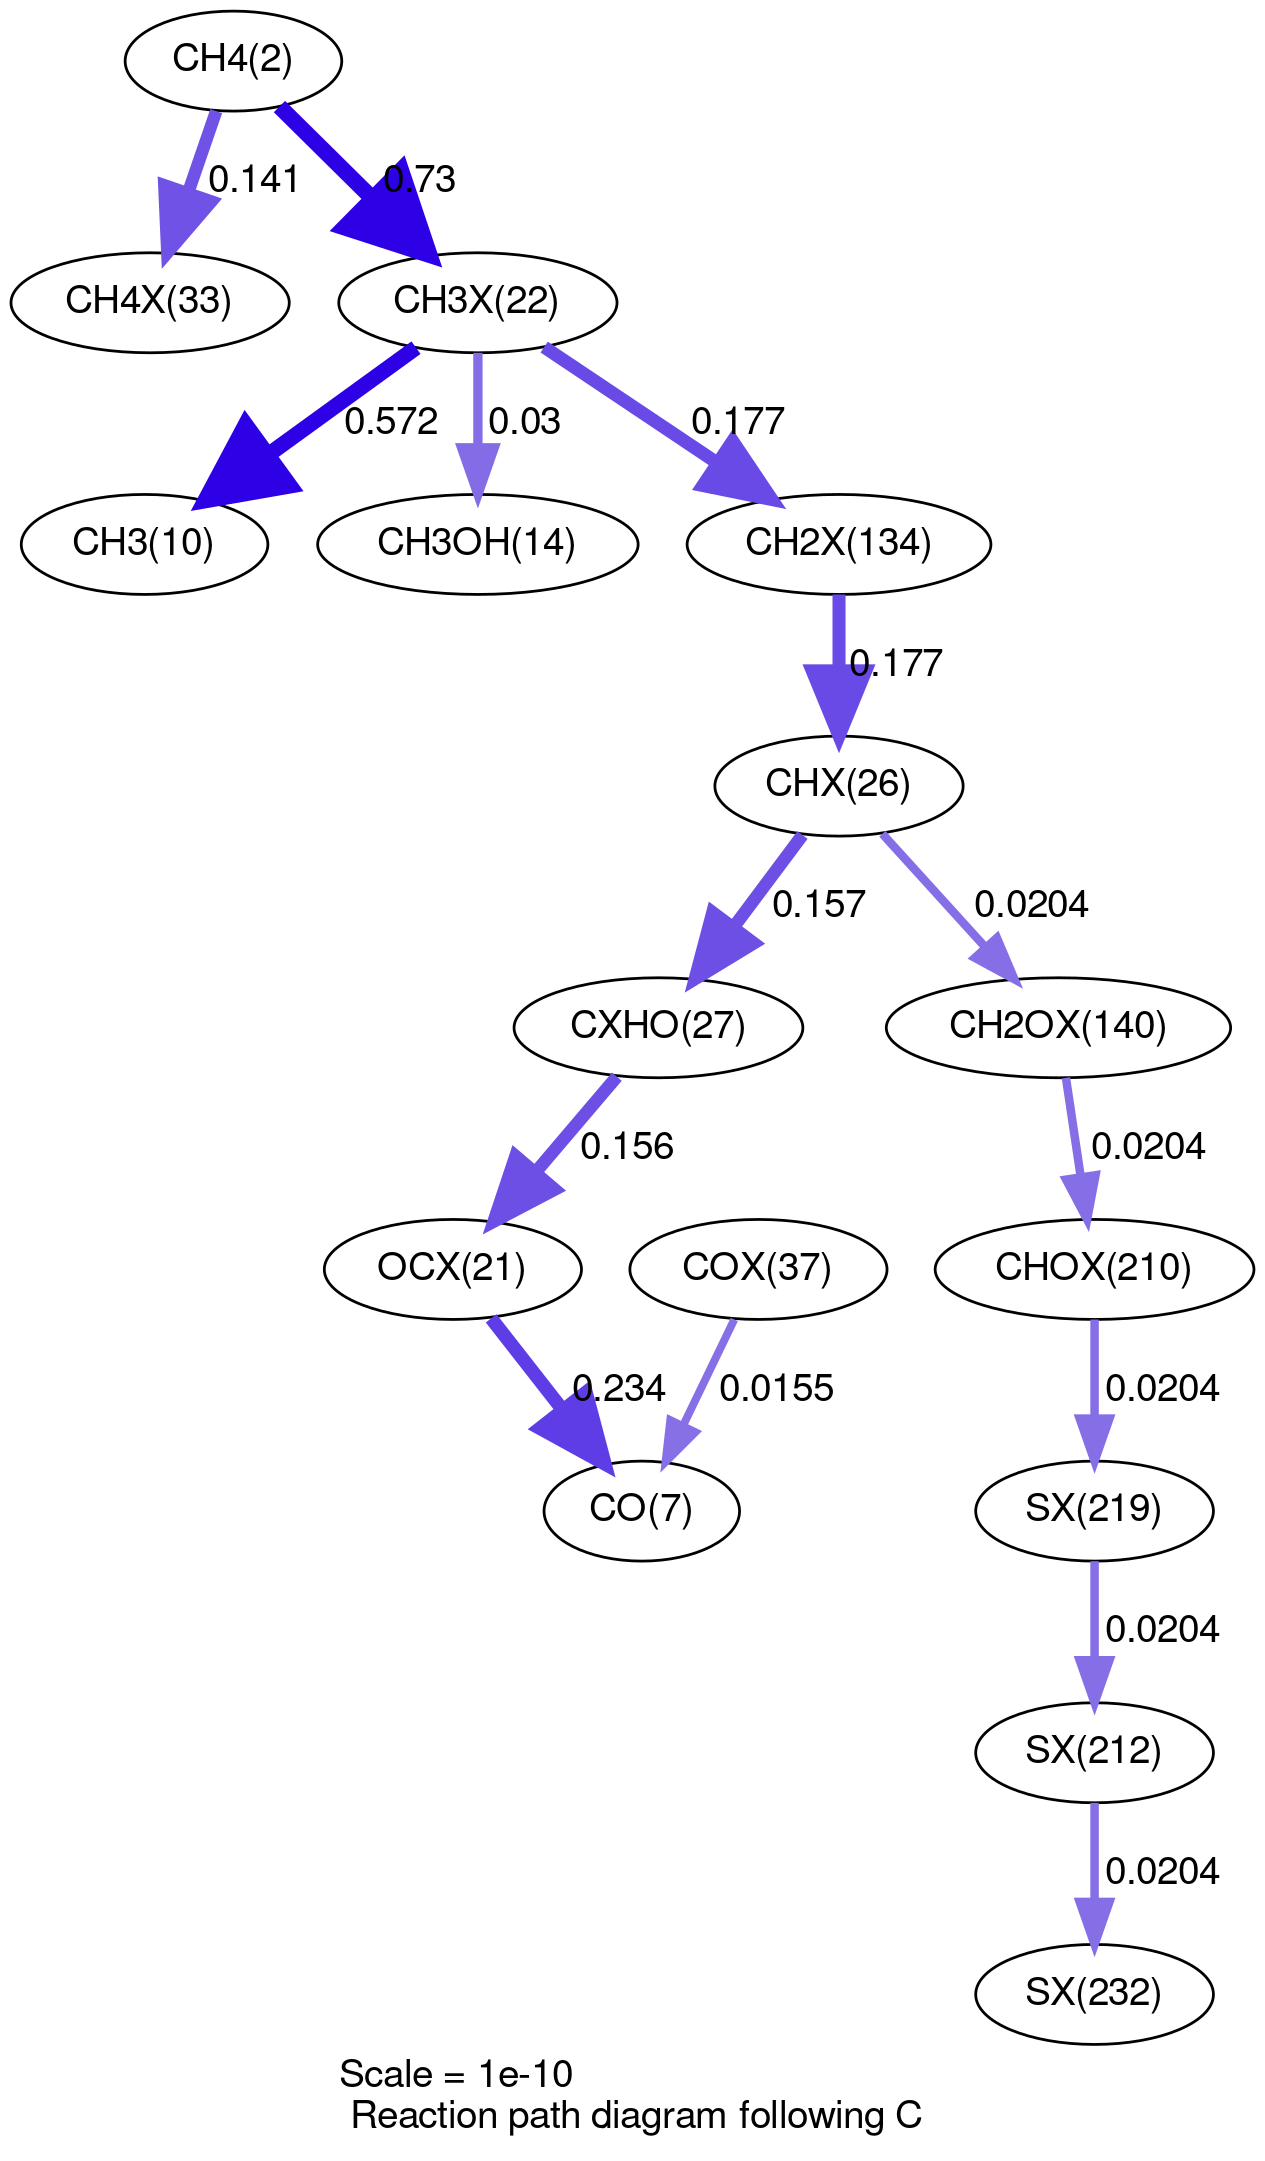 CH4(2)
0.141
0.73
CH4X(33)
CH3X(22)
0.572
0.03
0.177
CH3(10)
CH3OH(14)
CH2X(134)
0.177
CHX(26)
0.157
0.0204
CXHO(27)
CH2OX(140)
0.156
0.0204
OCX(21)
COX(37)
CHOX(210)
0.234
0.0155
0.0204
CO(7)
SX(219)
0.0204
SX(212)
0.0204
SX(232)
Scale = 1e-10
Reaction path diagram following C